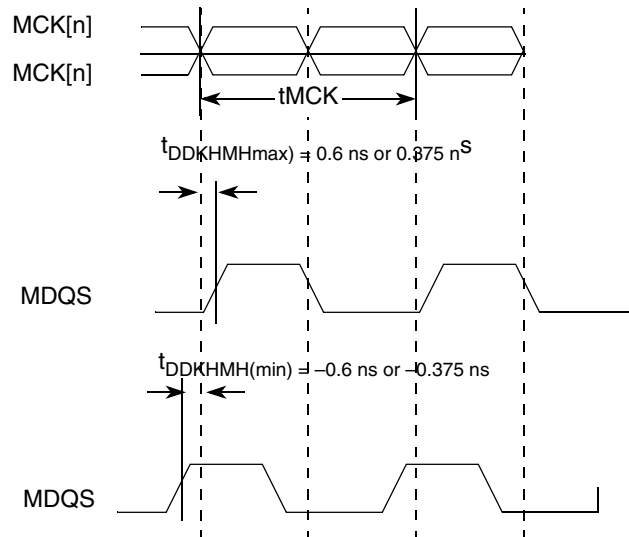 MCK[n]
MCK[n]
tMCK
tDDKHMHmax) = 0.6 ns or 0.375 ns
MDQS
tDDKHMH(min) = –0.6 ns or –0.375 ns
MDQS